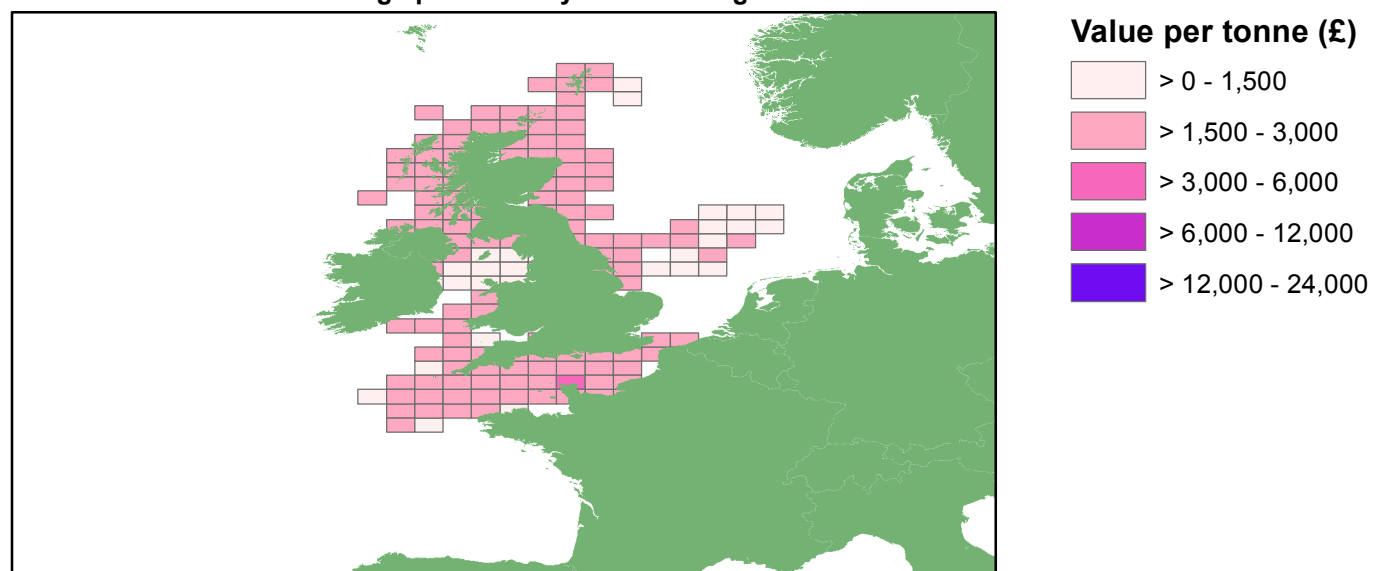 Value per tonne (£)
> 0 - 1,500
> 1,500 - 3,000
> 3,000 - 6,000
> 6,000 - 12,000
> 12,000 - 24,000